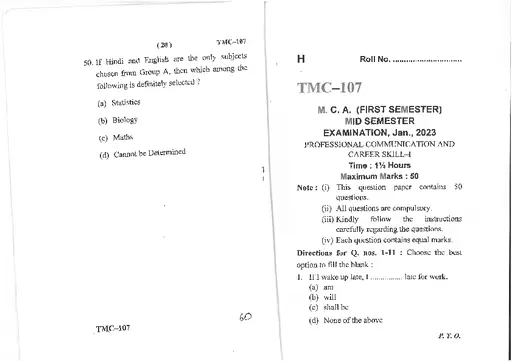 ( 20 ) TMC–107
50. If Hindi and English are the only subjects
chosen from Group A, then which among the
following is definitely selected ?
(a) Statistics
(b) Biology
(c) Maths
(d) Cannot be Determined
TMC–107
60
H Roll No. ............................
TMC–107
M. C. A. (FIRST SEMESTER)
MID SEMESTER
EXAMINATION, Jan., 2023
PROFESSIONAL COMMUNICATION AND
CAREER SKILL–I
Time : 1½ Hours
Maximum Marks : 50
Note : (i) This question paper contains 50
questions.
(ii) All questions are compulsory.
(iii) Kindly follow the instructions
carefully regarding the questions.
(iv) Each question contains equal marks.
Directions for Q. nos. 1-11 : Choose the best
option to fill the blank :
1. If I wake up late, I ................ late for work.
(a) am
(b) will
(c) shall be
(d) None of the above
P. T. O.